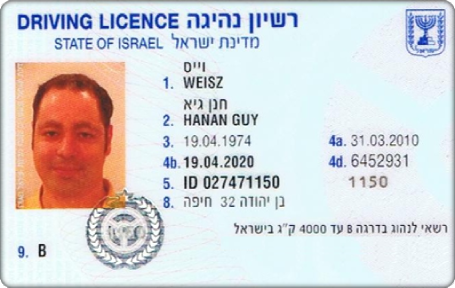 DRIVING LICENCE רשיון נהיגה
STATE OF ISRAEL מדינת ישראל
וייס
1. WEISZ
חנן גיא
2. HANAN GUY
3. 19.04.1974 4a. 31.03.2010
4b. 19.04.2020 4d. 6452931
5. ID 027471150 1150
8. בן יהודה 32 חיפה
רשאי לנהוג בדרגה B עד 4000 ק"ג בישראל
9. B